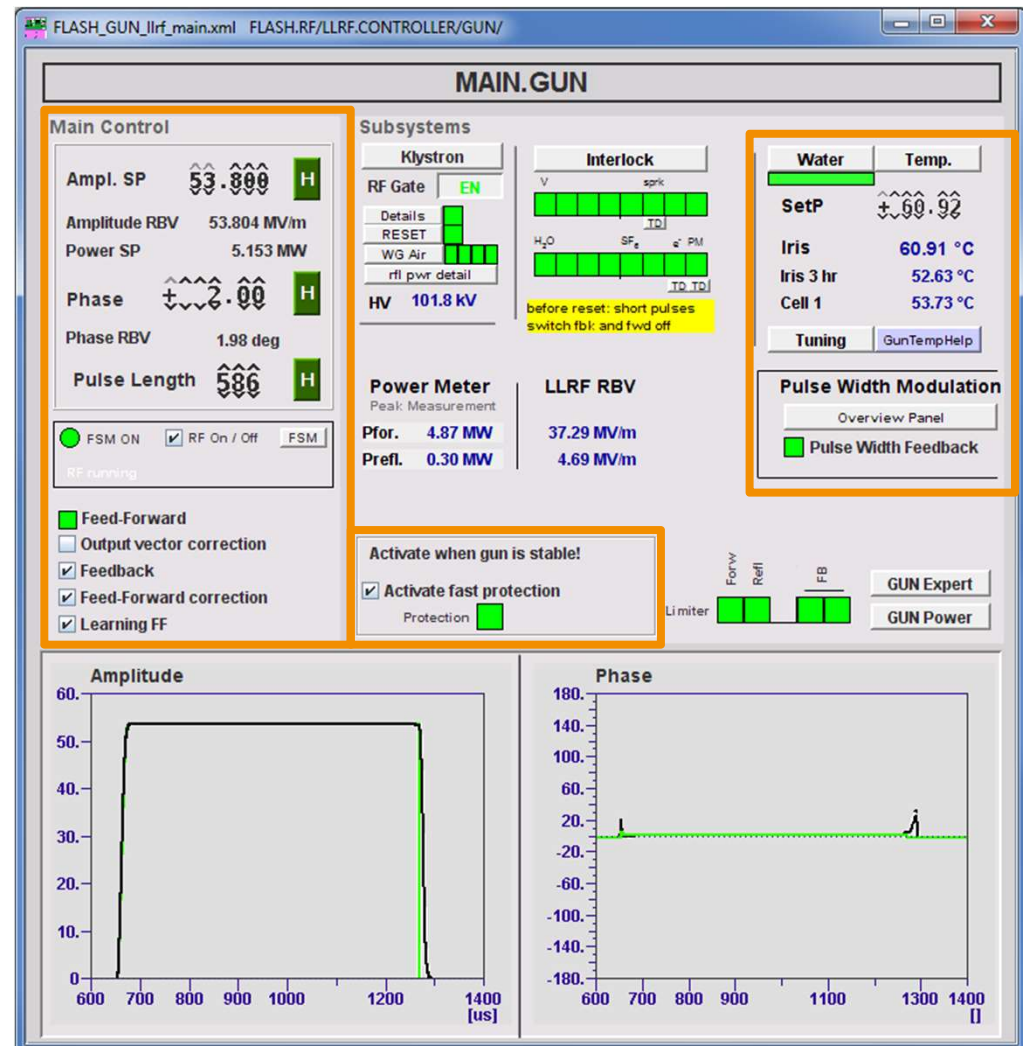 FLASH_GUN_llrf_main.xml FLASH.RF/LLRF.CONTROLLER/GUN/
MAIN.GUN
Main Control
Ampl. SP 53.800 H
Amplitude RBV 53.804 MV/m
Power SP 5.153 MW
Phase ± 2.00 H
Phase RBV 1.98 deg
Pulse Length 586 H
FSM ON RF On / Off FSM
RF running
Feed-Forward
Output vector correction
Feedback
Feed-Forward correction
Learning FF
Subsystems
Klystron
RF Gate EN
Details
RESET
WG Air
rfl pwr detail
HV 101.8 kV
Interlock
V sprk
TD
H₂O SF₆ e⁻ PM
TD TD
before reset: short pulses
switch fbk and fwd off
Water Temp.
SetP ± 60.92
Iris 60.91 °C
Iris 3 hr 52.63 °C
Cell 1 53.73 °C
Tuning GunTempHelp
Power Meter LLRF RBV
Peak Measurement
Pfor. 4.87 MW 37.29 MV/m
Prefl. 0.30 MW 4.69 MV/m
Pulse Width Modulation
Overview Panel
Pulse Width Feedback
Activate when gun is stable!
Activate fast protection
Protection
Forw Refl FB
Limiter
GUN Expert
GUN Power
Amplitude
60.
50.
40.
30.
20.
10.
0
600 700 800 900 1000 1200 1400
[us]
Phase
180.
140.
100.
60.
20.
-20.
-60.
-100.
-140.
-180.
600 700 800 900 1100 1300 1400
[]